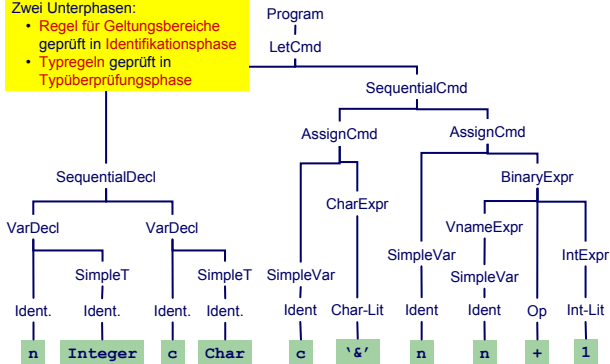 Zwei Unterphasen:
• Regel für Geltungsbereiche
geprüft in Identifikationsphase
• Typregeln geprüft in
Typüberprüfungsphase
Program
LetCmd
SequentialCmd
AssignCmd AssignCmd
SequentialDecl BinaryExpr
CharExpr
VarDecl VarDecl VnameExpr
SimpleVar IntExpr
SimpleT SimpleT SimpleVar SimpleVar
Ident. Ident. Ident. Ident. Ident Char-Lit Ident Ident Op Int-Lit
n Integer c Char c ‘&’ n n + 1